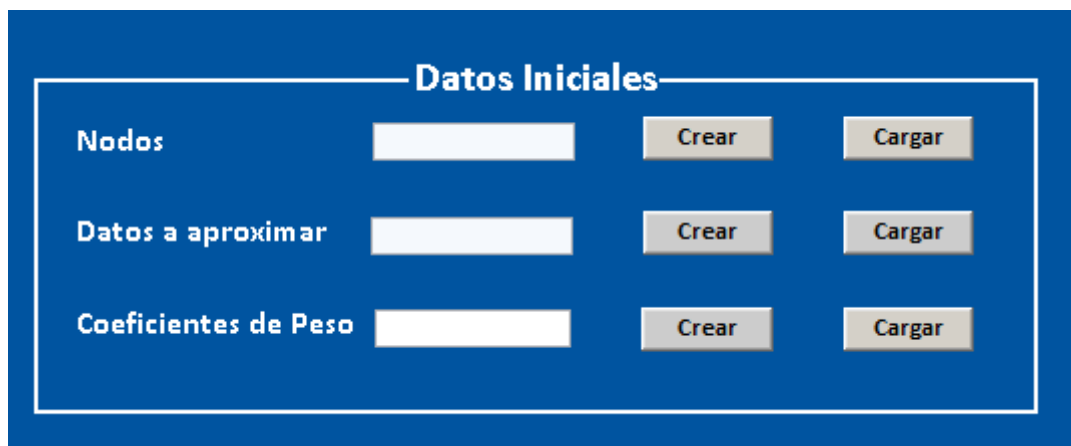 Datos Iniciales
Nodos Crear Cargar
Datos a aproximar Crear Cargar
Coeficientes de Peso Crear Cargar